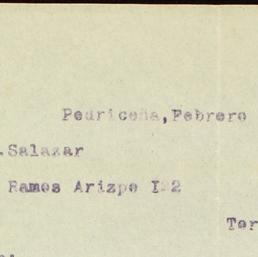 Pedriceña, Febrero
. Salazar
Ramos Arizpe I 2
Tor